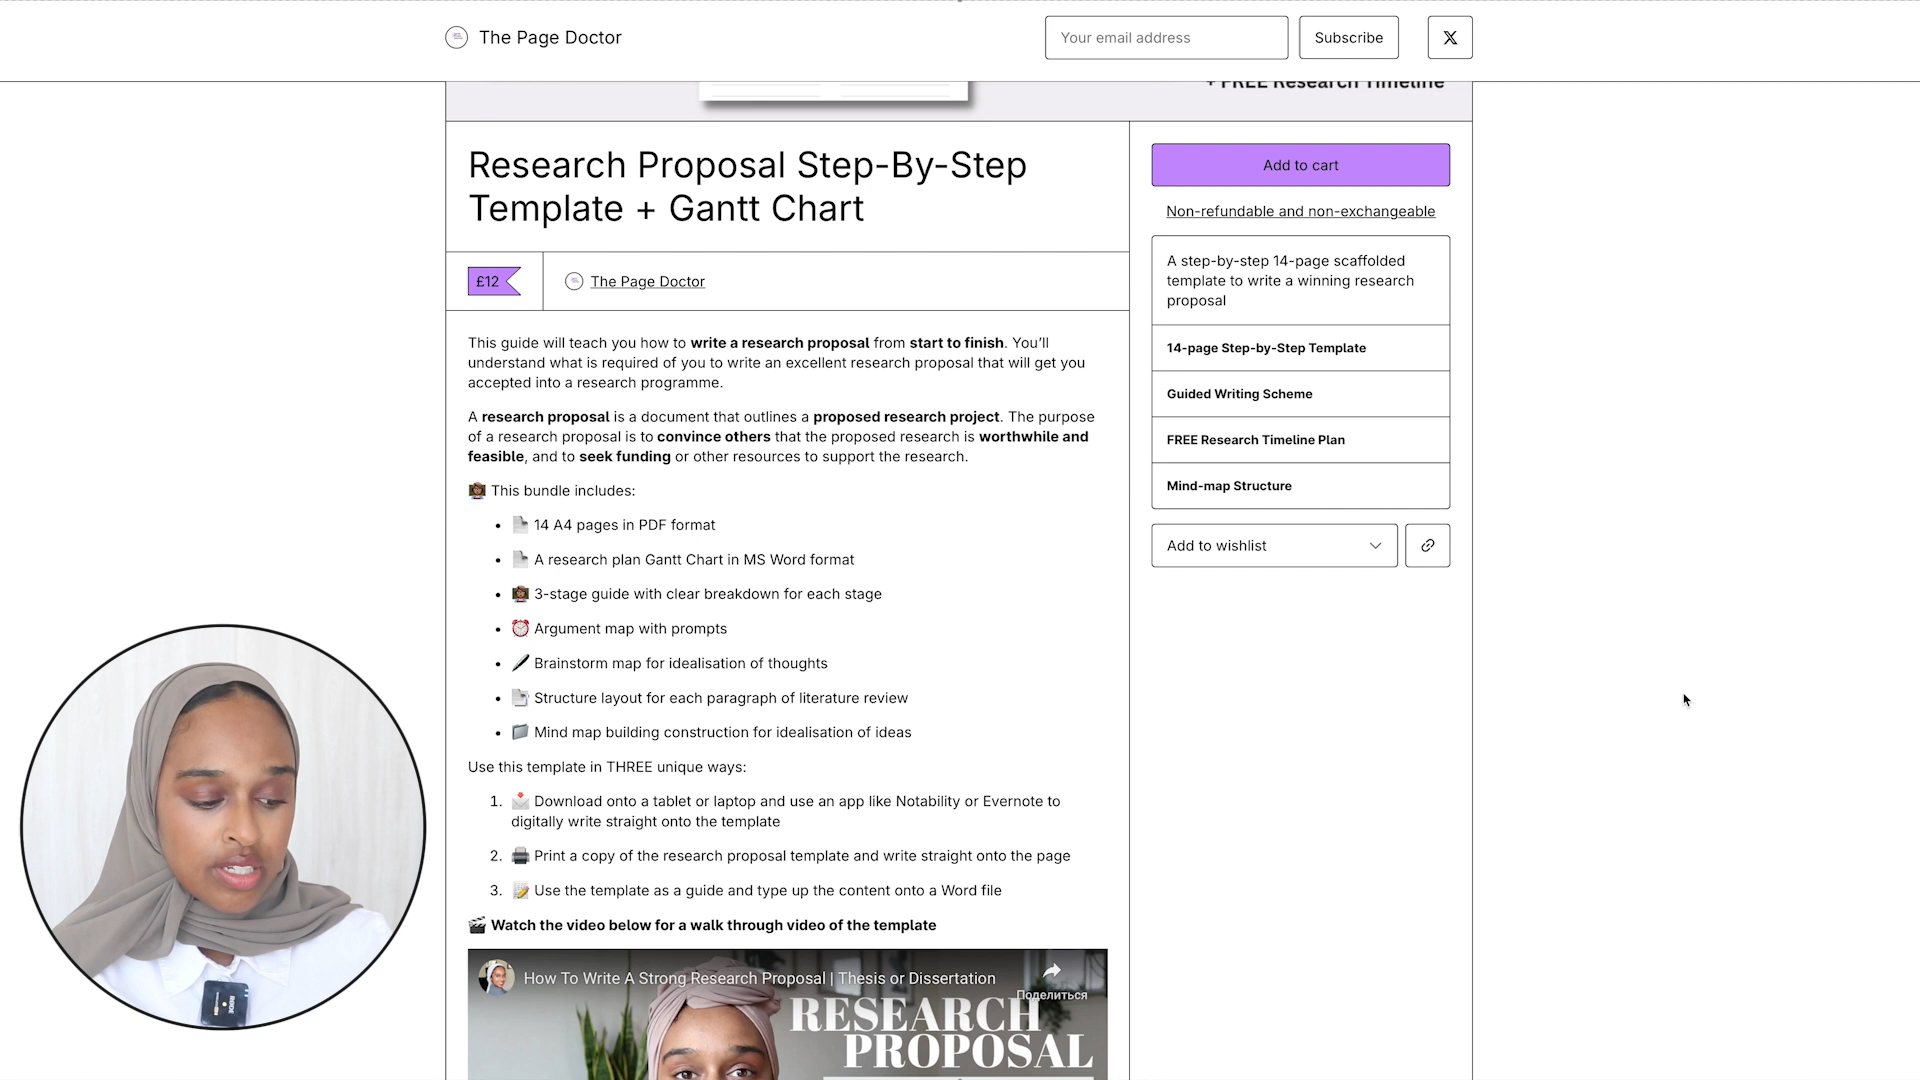 The Page Doctor
Your email address
Subscribe
+ FREE Research Timeline
Research Proposal Step-By-Step
Template + Gantt Chart
£12
The Page Doctor
This guide will teach you how to write a research proposal from start to finish. You'll
understand what is required of you to write an excellent research proposal that will get you
accepted into a research programme.
A research proposal is a document that outlines a proposed research project. The purpose
of a research proposal is to convince others that the proposed research is worthwhile and
feasible, and to seek funding or other resources to support the research.
This bundle includes:
14 A4 pages in PDF format
A research plan Gantt Chart in MS Word format
3-stage guide with clear breakdown for each stage
Argument map with prompts
Brainstorm map for idealisation of thoughts
Structure layout for each paragraph of literature review
Mind map building construction for idealisation of ideas
Use this template in THREE unique ways:
1. Download onto a tablet or laptop and use an app like Notability or Evernote to
digitally write straight onto the template
2. Print a copy of the research proposal template and write straight onto the page
3. Use the template as a guide and type up the content onto a Word file
Watch the video below for a walk through video of the template
How To Write A Strong Research Proposal | Thesis or Dissertation
Поделиться
RESEARCH
PROPOSAL
Add to cart
Non-refundable and non-exchangeable
A step-by-step 14-page scaffolded
template to write a winning research
proposal
14-page Step-by-Step Template
Guided Writing Scheme
FREE Research Timeline Plan
Mind-map Structure
Add to wishlist
RØDE